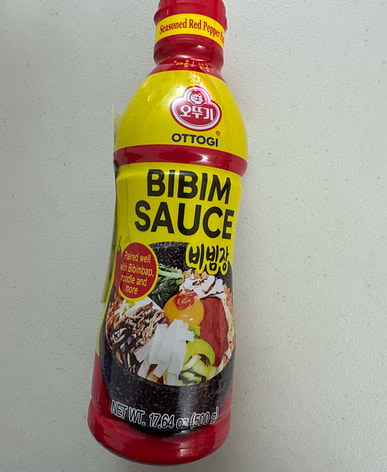 Seasoned Red Pepper
오뚜기
OTTOGI
®
BIBIM
SAUCE
비빔장
Paired well
with Bibimbap,
noodle and
more
NET WT. 17.64 oz (500 g)